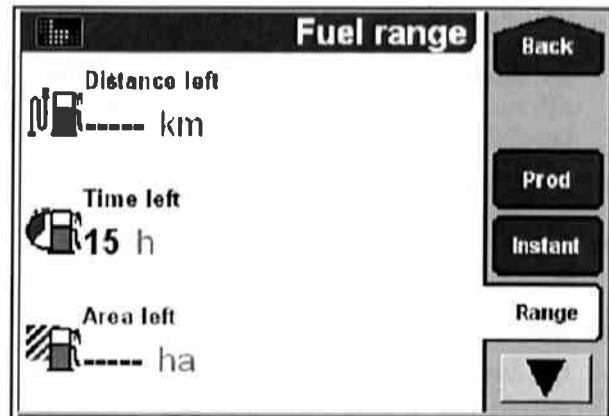 Fuel range
Back
Distance left
----- km
Prod
Time left
15 h
Instant
Area left
Range
----- ha